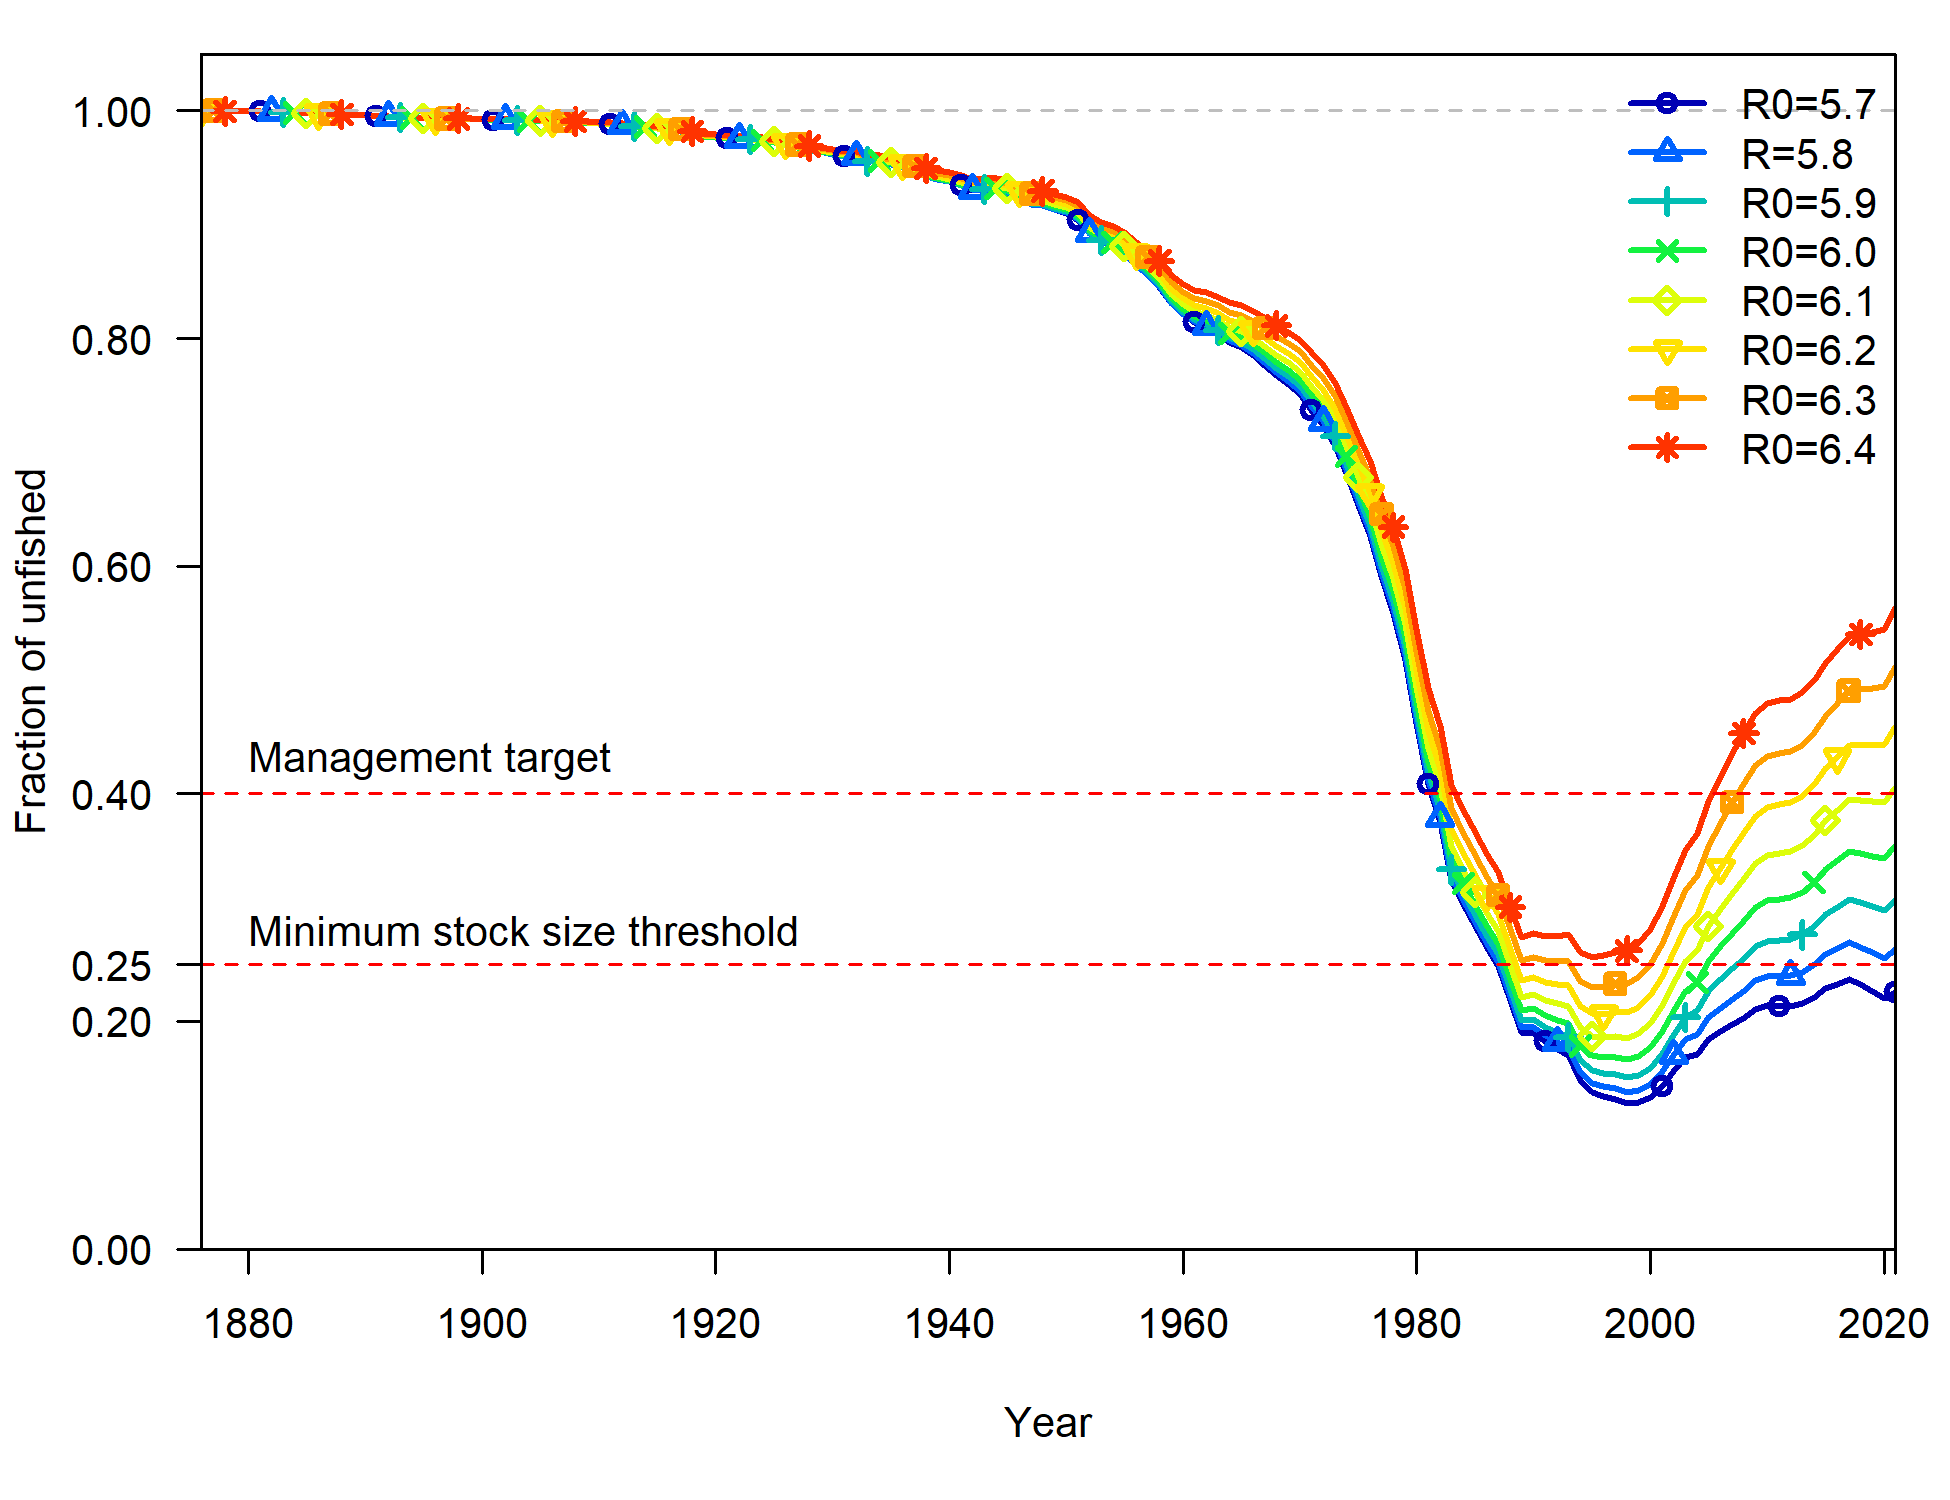 1.00
0.80
0.60
0.40
0.25
0.20
0.00
Fraction of unfished
Management target
Minimum stock size threshold
R0=5.7
R=5.8
R0=5.9
R0=6.0
R0=6.1
R0=6.2
R0=6.3
R0=6.4
1880 1900 1920 1940 1960 1980 2000 2020
Year